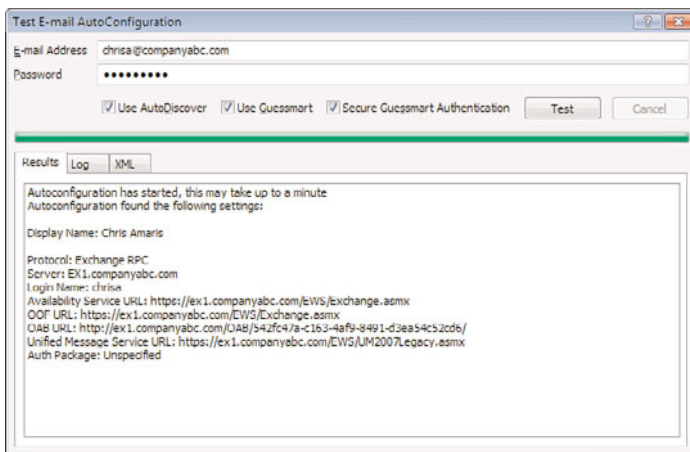 Test E-mail AutoConfiguration
E-mail Address chrisa@companyabc.com
Password •••••••••
Use AutoDiscover Use Guessmart Secure Guessmart Authentication Test Cancel
Results Log XML
Autoconfiguration has started, this may take up to a minute
Autoconfiguration found the following settings:
Display Name: Chris Amaris
Protocol: Exchange RPC
Server: EX1.companyabc.com
Login Name: chrisa
Availability Service URL: https://ex1.companyabc.com/EWS/Exchange.asmx
OOF URL: https://ex1.companyabc.com/EWS/Exchange.asmx
OAB URL: http://ex1.companyabc.com/OAB/542fc47a-c163-4af9-8491-d3ea54c52cd6/
Unified Message Service URL: https://ex1.companyabc.com/EWS/UM2007Legacy.asmx
Auth Package: Unspecified